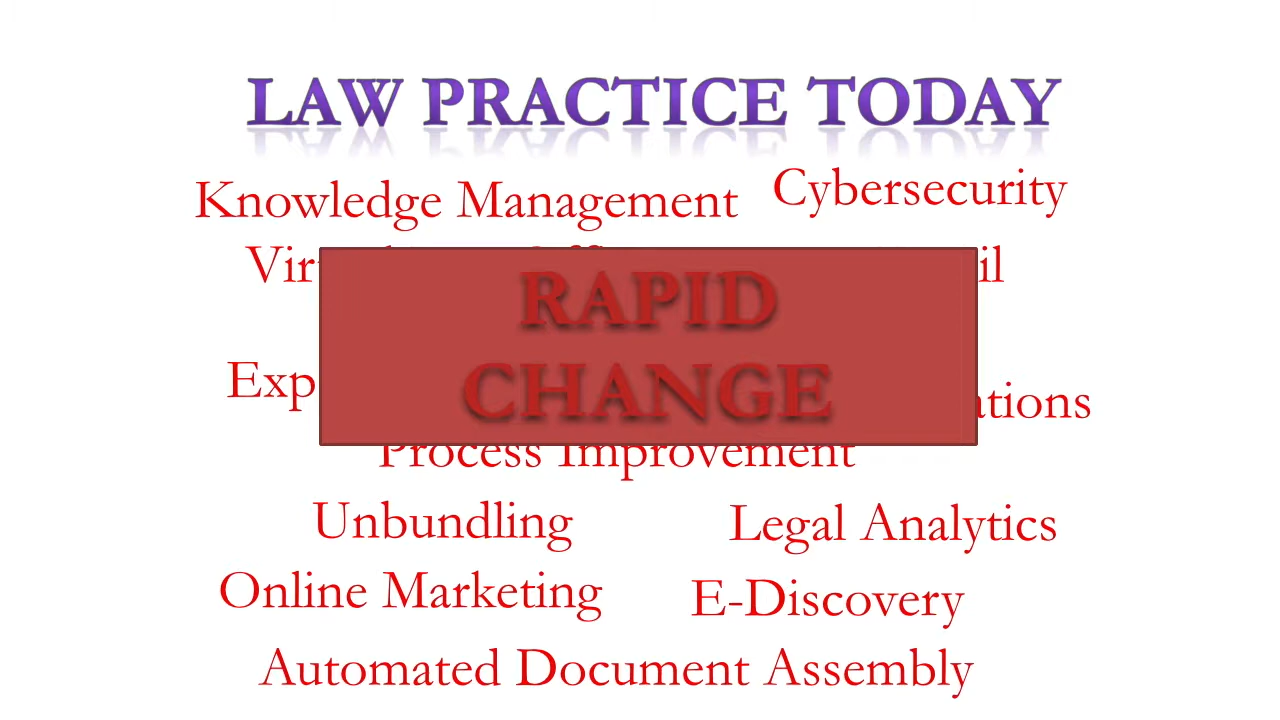 LAW PRACTICE TODAY
Knowledge Management Cybersecurity
RAPID
CHANGE
Process Improvement
Unbundling Legal Analytics
Online Marketing E-Discovery
Automated Document Assembly